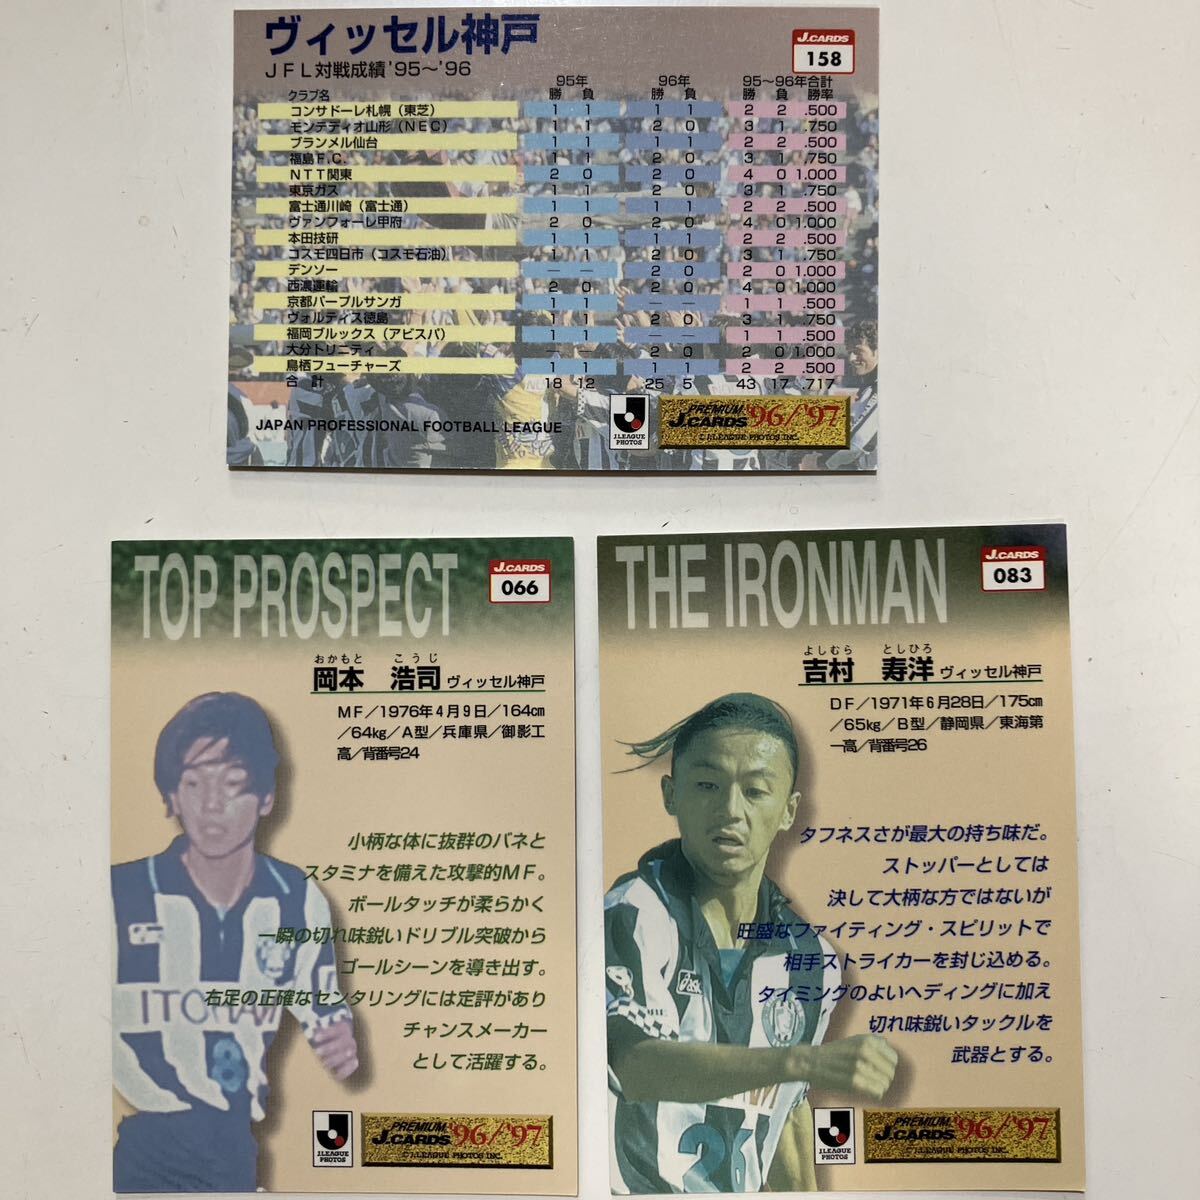 ヴィッセル神戸
J.CARDS
158
JFL対戦成績'95〜'96
95年 96年 95〜96年合計
クラブ名 勝 負 勝 負 勝 負 勝率
コンサドーレ札幌（東芝） 1 1 1 1 2 2 .500
モンテディオ山形（NEC） 1 1 2 0 3 1 .750
ブランメル仙台 1 1 1 1 2 2 .500
福島F.C. 1 1 2 0 3 1 .750
NTT関東 2 0 2 0 4 0 1.000
東京ガス 1 1 2 0 3 1 .750
富士通川崎（富士通） 1 1 1 1 2 2 .500
ヴァンフォーレ甲府 2 0 2 0 4 0 1.000
本田技研 1 1 1 1 2 2 .500
コスモ四日市（コスモ石油） 1 1 2 0 3 1 .750
デンソー — — 2 0 2 0 1.000
西濃運輸 2 0 2 0 4 0 1.000
京都パープルサンガ 1 1 — — 1 1 .500
ヴォルティス徳島 1 1 2 0 3 1 .750
福岡ブルックス（アビスパ） 1 1 — — 1 1 .500
大分トリニティ — — 2 0 2 0 1.000
鳥栖フューチャーズ 1 1 1 1 2 2 .500
合計 18 12 25 5 43 17 .717
JAPAN PROFESSIONAL FOOTBALL LEAGUE
J.LEAGUE PHOTOS
PREMIUM J.CARDS '96/'97
© J.LEAGUE PHOTOS INC.
TOP PROSPECT
J.CARDS
066
おかもと こうじ
岡本 浩司 ヴィッセル神戸
MF／1976年4月9日／164cm
／64kg／A型／兵庫県／御影工
高／背番号24
小柄な体に抜群のバネと
スタミナを備えた攻撃的MF。
ボールタッチが柔らかく
一瞬の切れ味鋭いドリブル突破から
ゴールシーンを導き出す。
右足の正確なセンタリングには定評があり
チャンスメーカー
として活躍する。
8
J.LEAGUE PHOTOS
PREMIUM J.CARDS '96/'97
© J.LEAGUE PHOTOS INC.
THE IRONMAN
J.CARDS
083
よしむら としひろ
吉村 寿洋 ヴィッセル神戸
DF／1971年6月28日／175cm
／65kg／B型／静岡県／東海第
一高／背番号26
タフネスさが最大の持ち味だ。
ストッパーとしては
決して大柄な方ではないが
旺盛なファイティング・スピリットで
相手ストライカーを封じ込める。
タイミングのよいヘディングに加え
切れ味鋭いタックルを
武器とする。
26
J.LEAGUE PHOTOS
PREMIUM J.CARDS '96/'97
© J.LEAGUE PHOTOS INC.